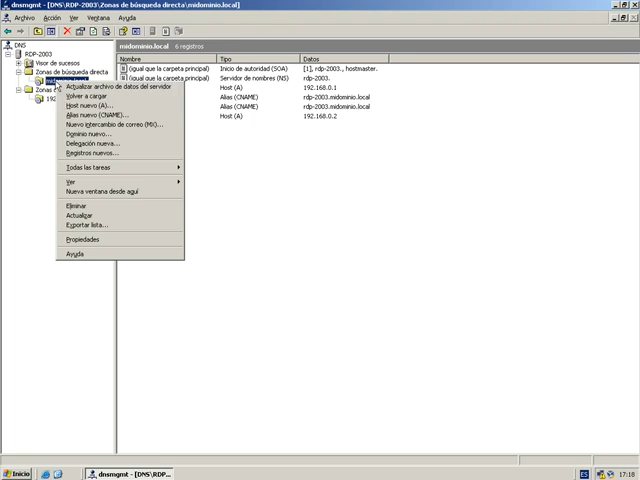 dnsmgmt - [DNS\RDP-2003\Zonas de búsqueda directa\midominio.local]
Archivo Acción Ver Ventana Ayuda
DNS
RDP-2003
Visor de sucesos
Zonas de búsqueda directa
Zonas
192
midominio.local 6 registros
Nombre Tipo Datos
(igual que la carpeta principal) Inicio de autoridad (SOA) [1], rdp-2003., hostmaster.
(igual que la carpeta principal) Servidor de nombres (NS) rdp-2003.
Host (A) 192.168.0.1
Alias (CNAME) rdp-2003.midominio.local
Alias (CNAME) rdp-2003.midominio.local
Host (A) 192.168.0.2
Actualizar archivo de datos del servidor
Volver a cargar
Host nuevo (A)...
Alias nuevo (CNAME)...
Nuevo intercambio de correo (MX)...
Dominio nuevo...
Delegación nueva...
Registros nuevos...
Todas las tareas
Ver
Nueva ventana desde aquí
Eliminar
Actualizar
Exportar lista...
Propiedades
Ayuda
Inicio
dnsmgmt - [DNS\RDP...
ES
17:18